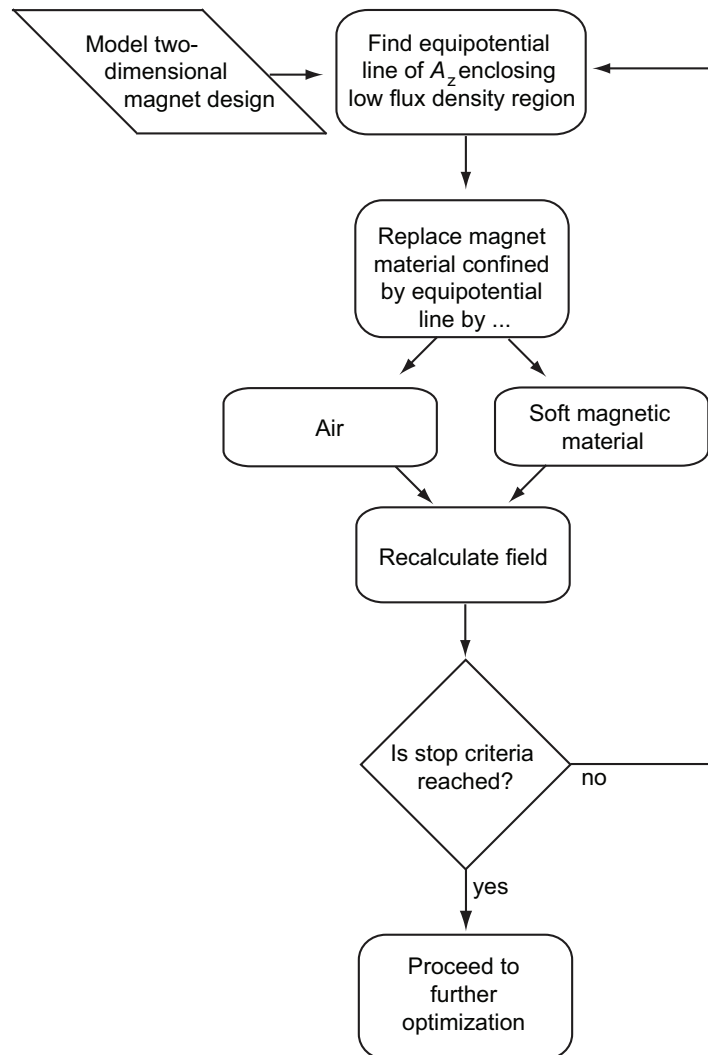 Model two-
dimensional
magnet design
Find equipotential
line of Az enclosing
low flux density region
Replace magnet
material confined
by equipotential
line by ...
Air
Soft magnetic
material
Recalculate field
Is stop criteria
reached?
no
yes
Proceed to
further
optimization